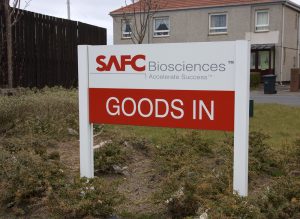 SAFC Biosciences™
Accelerate Success™
GOODS IN